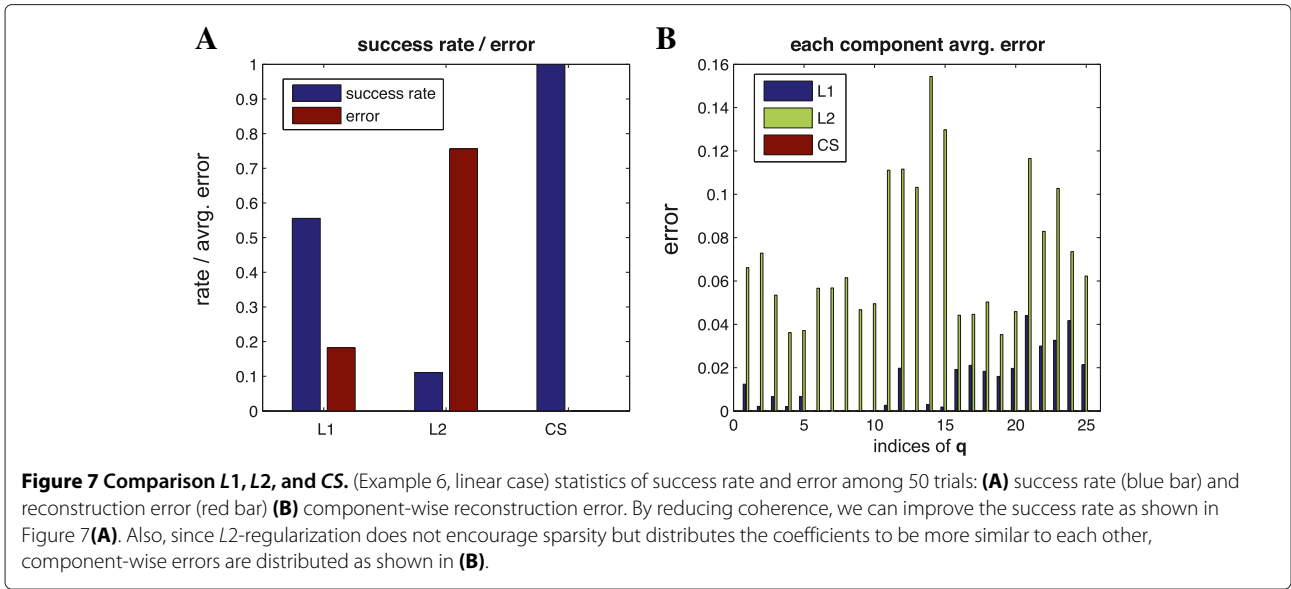 A
success rate / error
rate / avrg. error
1
0.9
0.8
0.7
0.6
0.5
0.4
0.3
0.2
0.1
0
success rate
error
L1
L2
CS
B
each component avrg. error
error
0.16
0.14
0.12
0.1
0.08
0.06
0.04
0.02
0
L1
L2
CS
0
5
10
15
20
25
indices of q
Figure 7 Comparison L1, L2, and CS. (Example 6, linear case) statistics of success rate and error among 50 trials: (A) success rate (blue bar) and
reconstruction error (red bar) (B) component-wise reconstruction error. By reducing coherence, we can improve the success rate as shown in
Figure 7(A). Also, since L2-regularization does not encourage sparsity but distributes the coefficients to be more similar to each other,
component-wise errors are distributed as shown in (B).